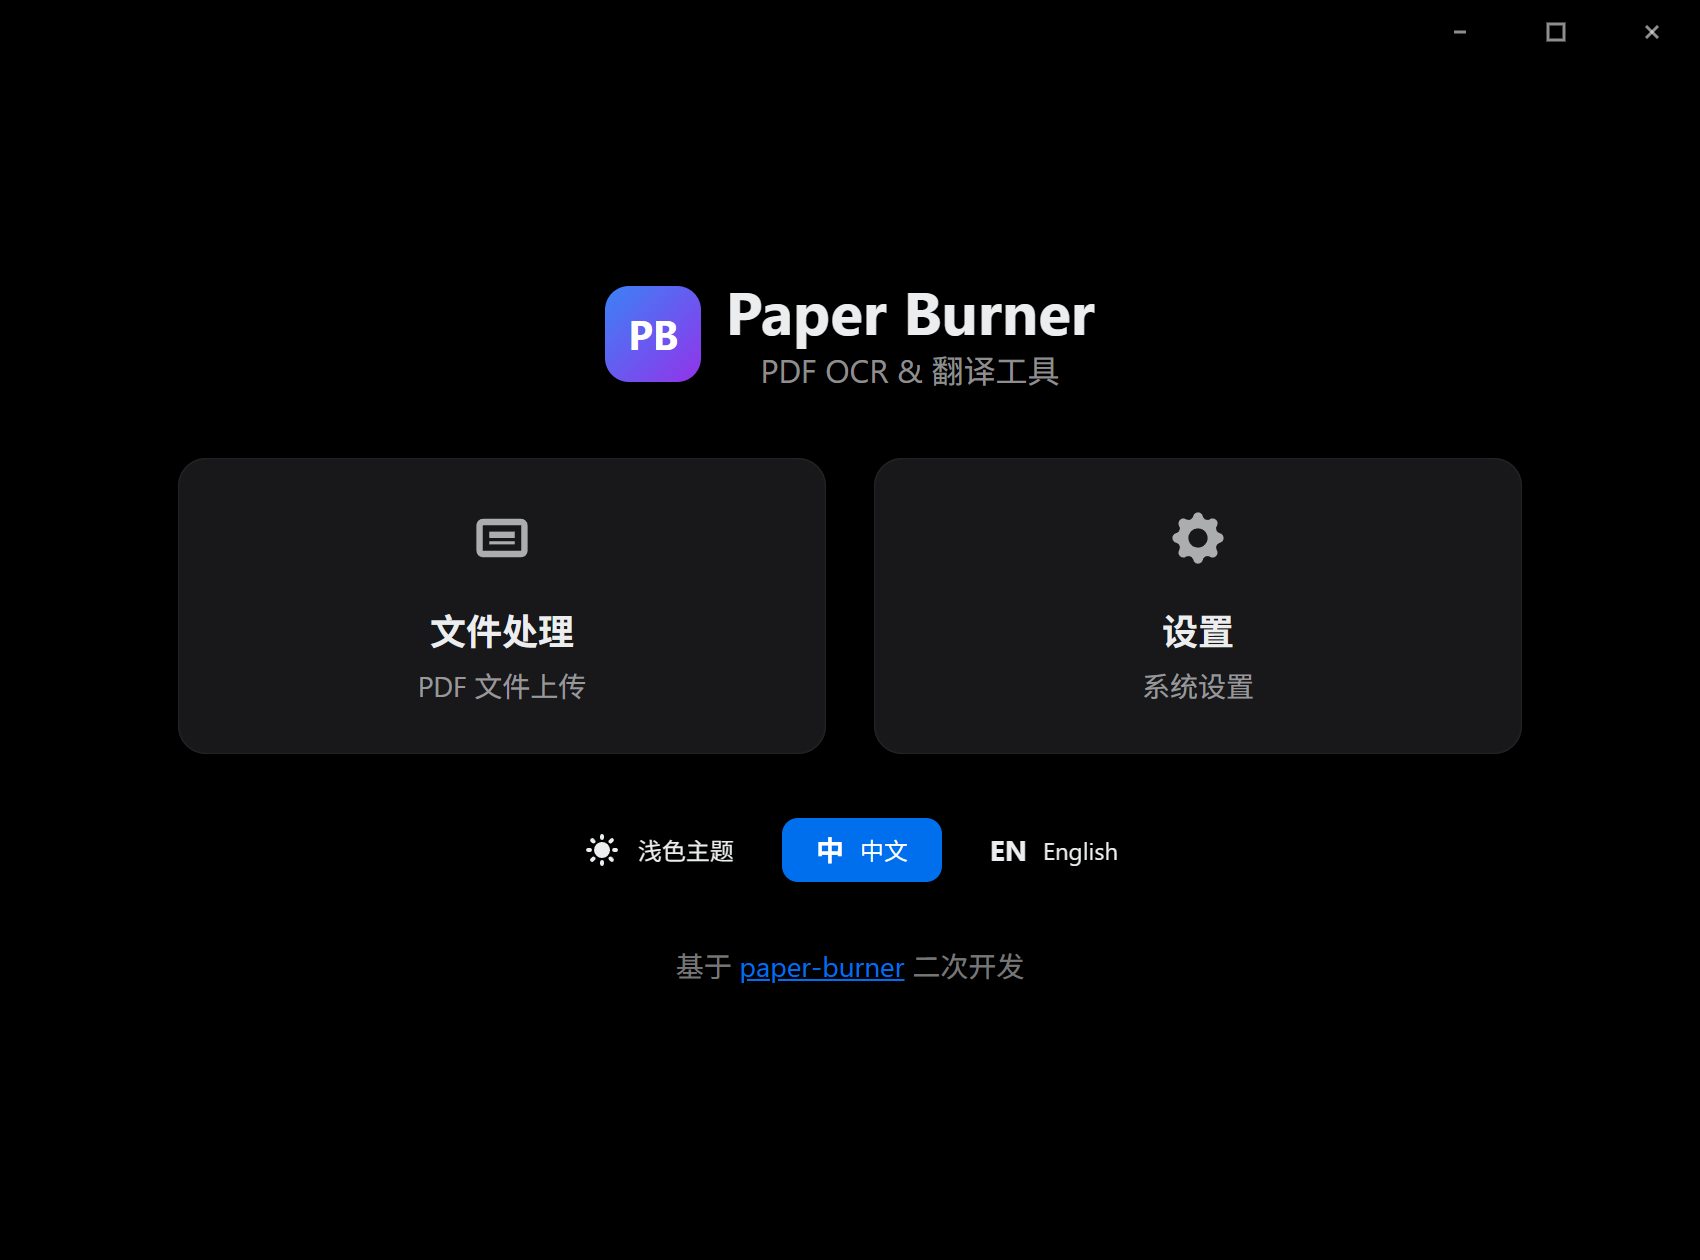 PB
Paper Burner
PDF OCR & 翻译工具
文件处理
PDF 文件上传
设置
系统设置
浅色主题
中 中文
EN English
基于 paper-burner 二次开发